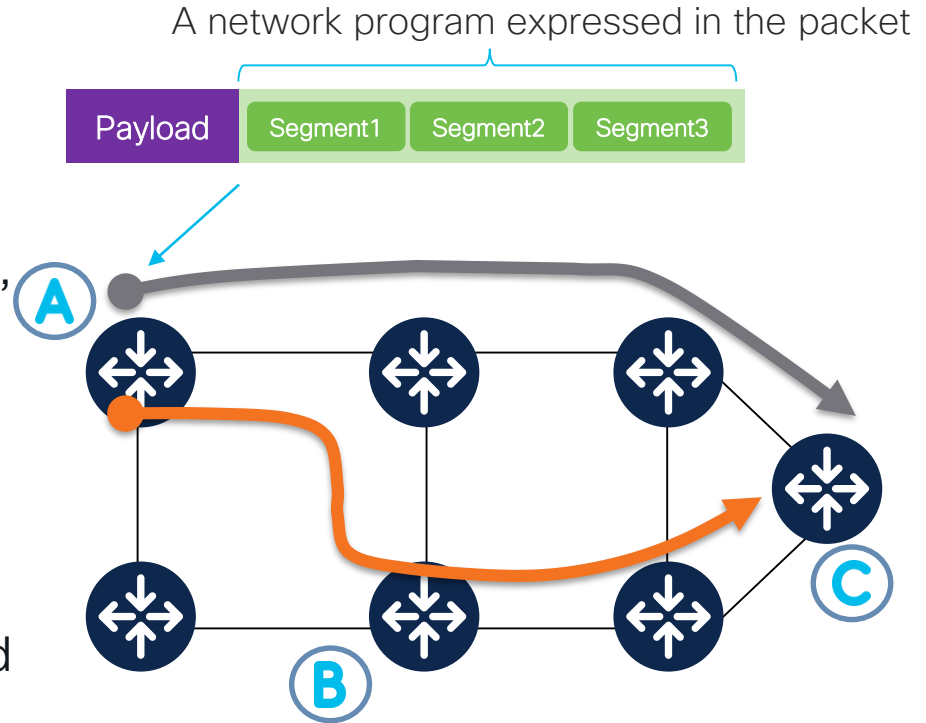 A network program expressed in the packet
Payload Segment1 Segment2 Segment3
,
A
C
d
B